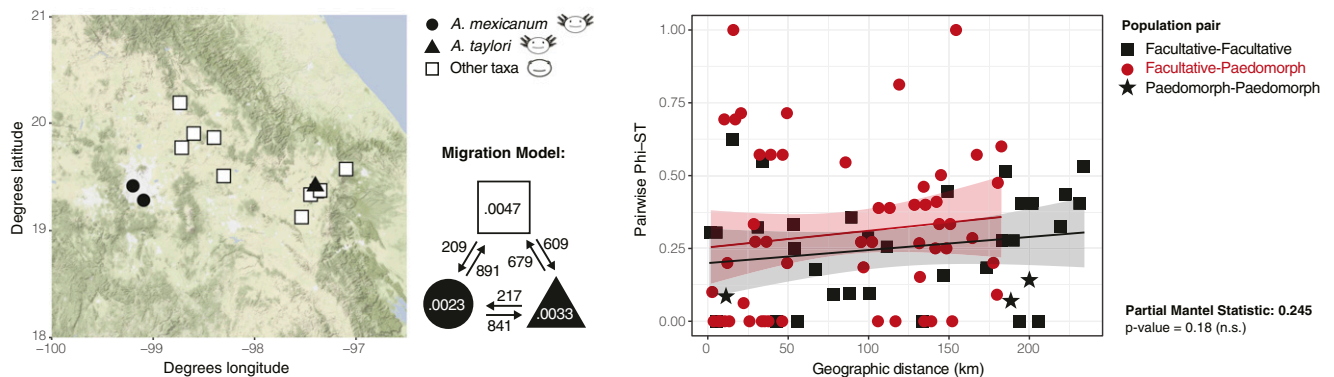 21
20
19
18
−100
−99
−98
−97
Degrees latitude
Degrees longitude
A. mexicanum
A. taylori
Other taxa
Migration Model:
.0047
209
891
609
679
.0023
217
841
.0033
1.00
0.75
0.50
0.25
0.00
0
50
100
150
200
Pairwise Phi−ST
Geographic distance (km)
Population pair
Facultative-Facultative
Facultative-Paedomorph
Paedomorph-Paedomorph
Partial Mantel Statistic: 0.245
p-value = 0.18 (n.s.)